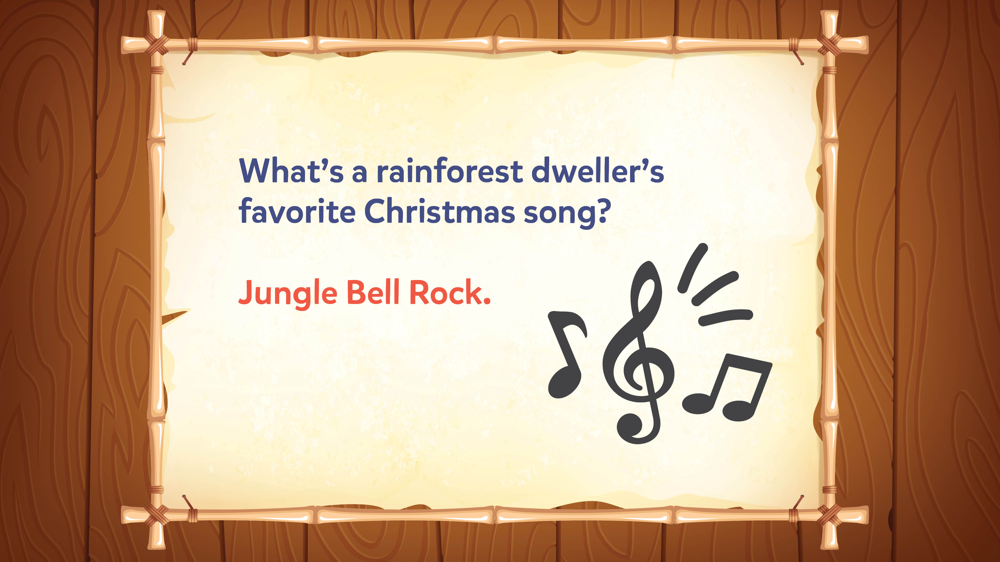 What’s a rainforest dweller’s
favorite Christmas song?
Jungle Bell Rock.